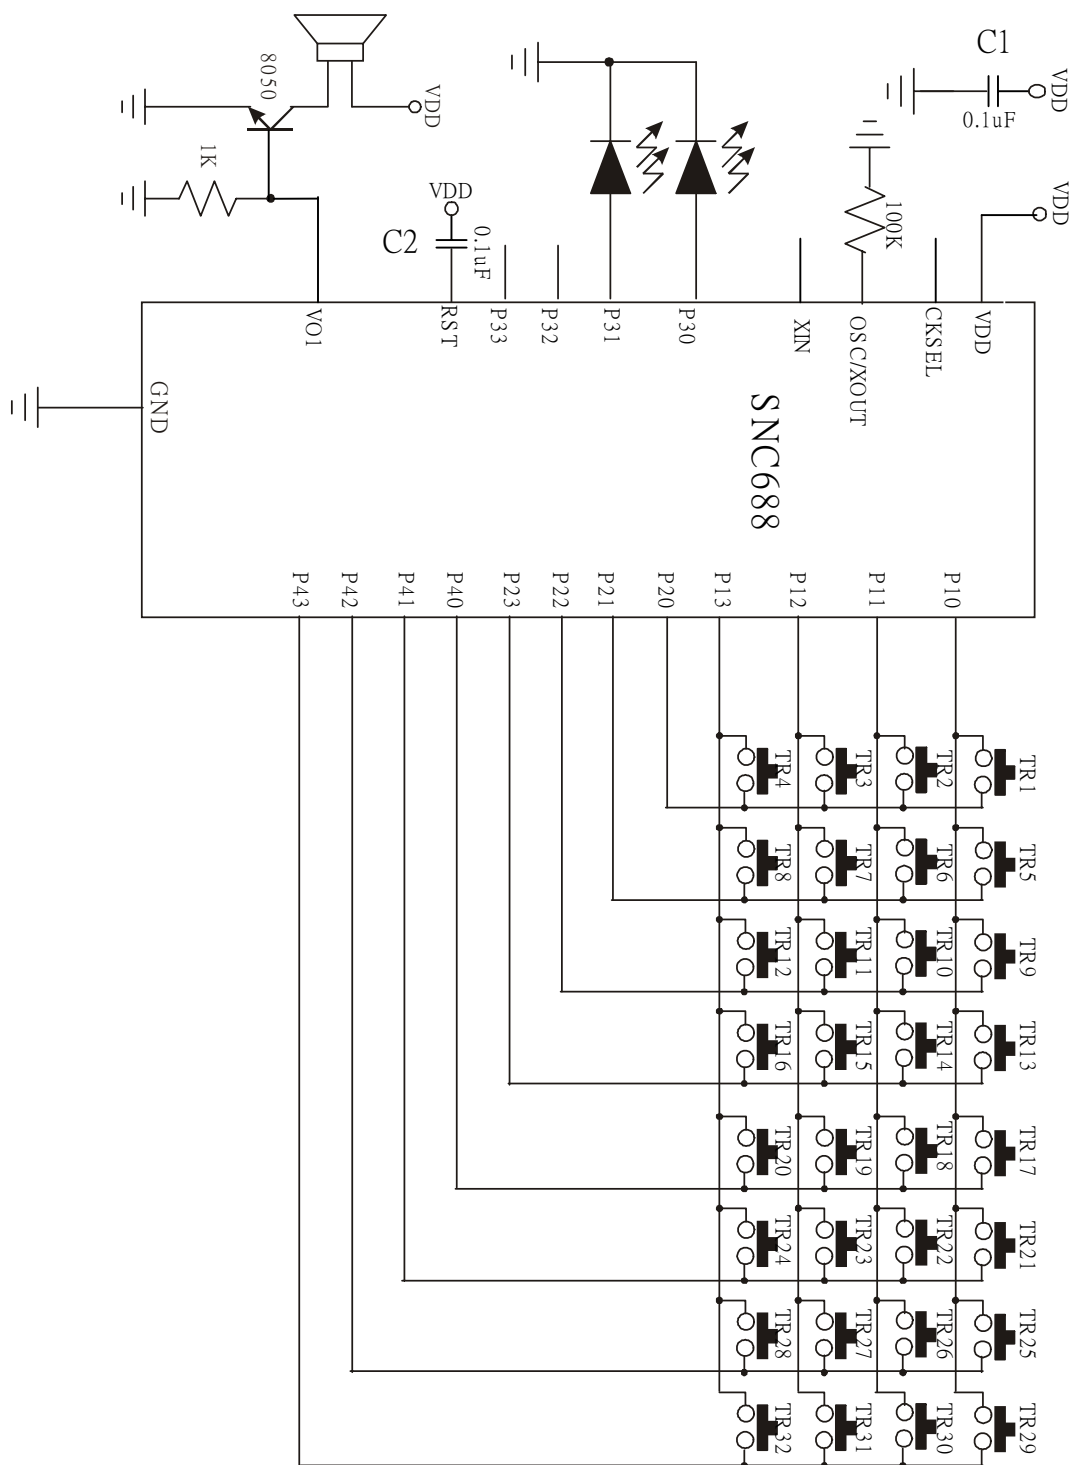 C1
VDD
0.1uF
8050
VDD
1K
VDD
C2
0.1uF
100K
VDD
VO1
RST
P33
P32
P31
P30
XIN
OSC/XOUT
CKSEL
VDD
GND
SNC688
P43
P42
P41
P40
P23
P22
P21
P20
P13
P12
P11
P10
TR4
TR3
TR2
TR1
TR8
TR7
TR6
TR5
TR12
TR11
TR10
TR9
TR16
TR15
TR14
TR13
TR20
TR19
TR18
TR17
TR24
TR23
TR22
TR21
TR28
TR27
TR26
TR25
TR32
TR31
TR30
TR29